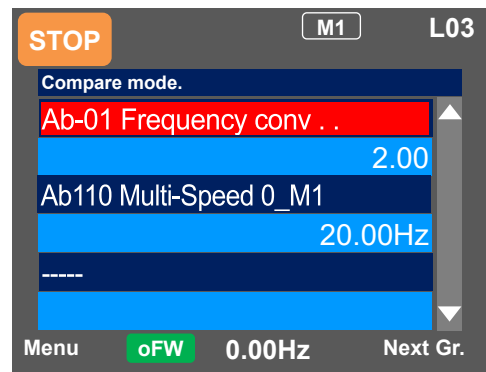 STOP M1 L03
Compare mode.
Ab-01 Frequency conv . .
2.00
Ab110 Multi-Speed 0_M1
20.00Hz
-----
Menu oFW 0.00Hz Next Gr.